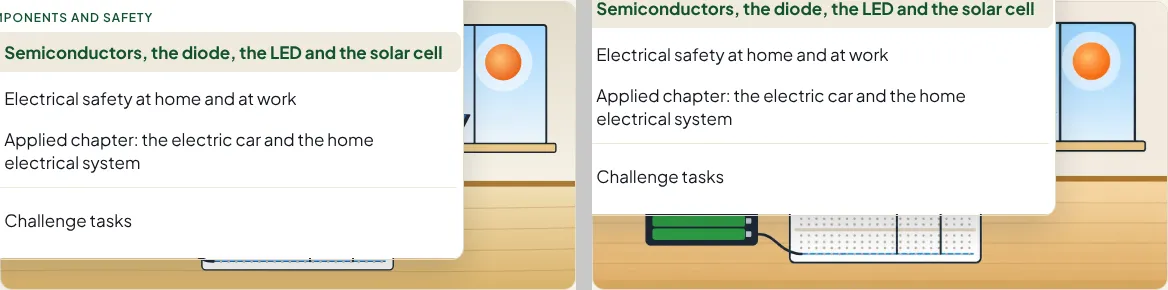 PONENTS AND SAFETY
Semiconductors, the diode, the LED and the solar cell
Electrical safety at home and at work
Applied chapter: the electric car and the home
electrical system
Challenge tasks
Semiconductors, the diode, the LED and the solar cell
Electrical safety at home and at work
Applied chapter: the electric car and the home
electrical system
Challenge tasks